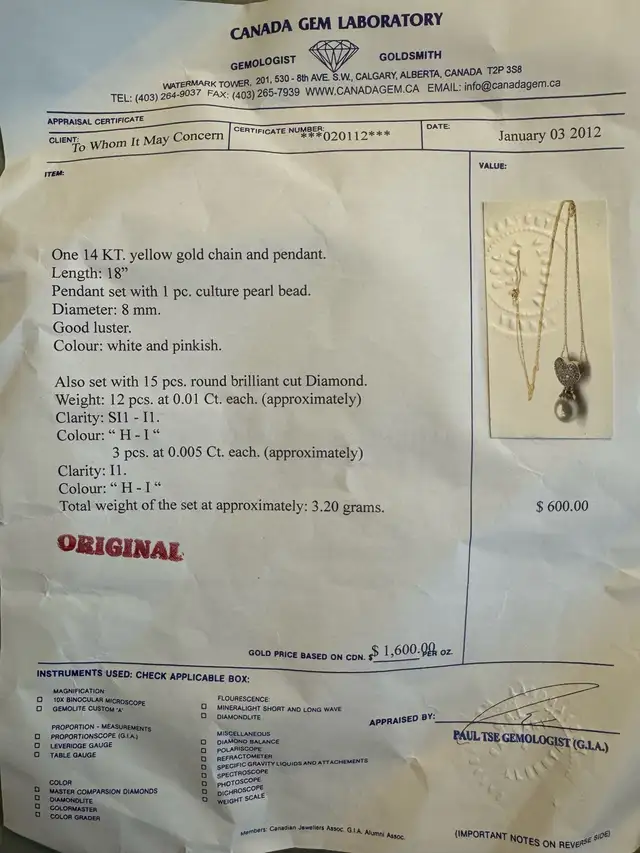 CANADA GEM LABORATORY
GEMOLOGIST GOLDSMITH
WATERMARK TOWER, 201, 530 - 8th AVE. S.W., CALGARY, ALBERTA, CANADA T2P 3S8
TEL: (403) 264-9037 FAX: (403) 265-7939 WWW.CANADAGEM.CA EMAIL: info@canadagem.ca
APPRAISAL CERTIFICATE
CLIENT: To Whom It May Concern
CERTIFICATE NUMBER: ***020112***
DATE: January 03 2012
ITEM:
VALUE:
One 14 KT. yellow gold chain and pendant.
Length: 18”
Pendant set with 1 pc. culture pearl bead.
Diameter: 8 mm.
Good luster.
Colour: white and pinkish.
Also set with 15 pcs. round brilliant cut Diamond.
Weight: 12 pcs. at 0.01 Ct. each. (approximately)
Clarity: SI1 - I1.
Colour: “ H - I “
3 pcs. at 0.005 Ct. each. (approximately)
Clarity: I1.
Colour: “ H - I “
Total weight of the set at approximately: 3.20 grams.
$ 600.00
ORIGINAL
GOLD PRICE BASED ON CDN. $ $ 1,600.00 PER OZ.
INSTRUMENTS USED: CHECK APPLICABLE BOX:
MAGNIFICATION
10X BINOCULAR MICROSCOPE
GEMOLITE CUSTOM 'A'
PROPORTION - MEASUREMENTS
PROPORTIONSCOPE (G.I.A.)
LEVERIDGE GAUGE
TABLE GAUGE
COLOR
MASTER COMPARSION DIAMONDS
DIAMONDLITE
COLORMASTER
COLOR GRADER
FLOURESCENCE:
MINERALIGHT SHORT AND LONG WAVE
DIAMONDLITE
MISCELLANEOUS
DIAMOND BALANCE
POLARISCOPE
REFRACTOMETER
SPECIFIC GRAVITY LIQUIDS AND ATTACHEMENTS
SPECTROSCOPE
PHOTOSCOPE
DICHROSCOPE
WEIGHT SCALE
APPRAISED BY:
PAUL TSE GEMOLOGIST (G.I.A.)
Members: Canadian Jewellers Assoc. G.I.A. Alumni Assoc.
(IMPORTANT NOTES ON REVERSE SIDE)